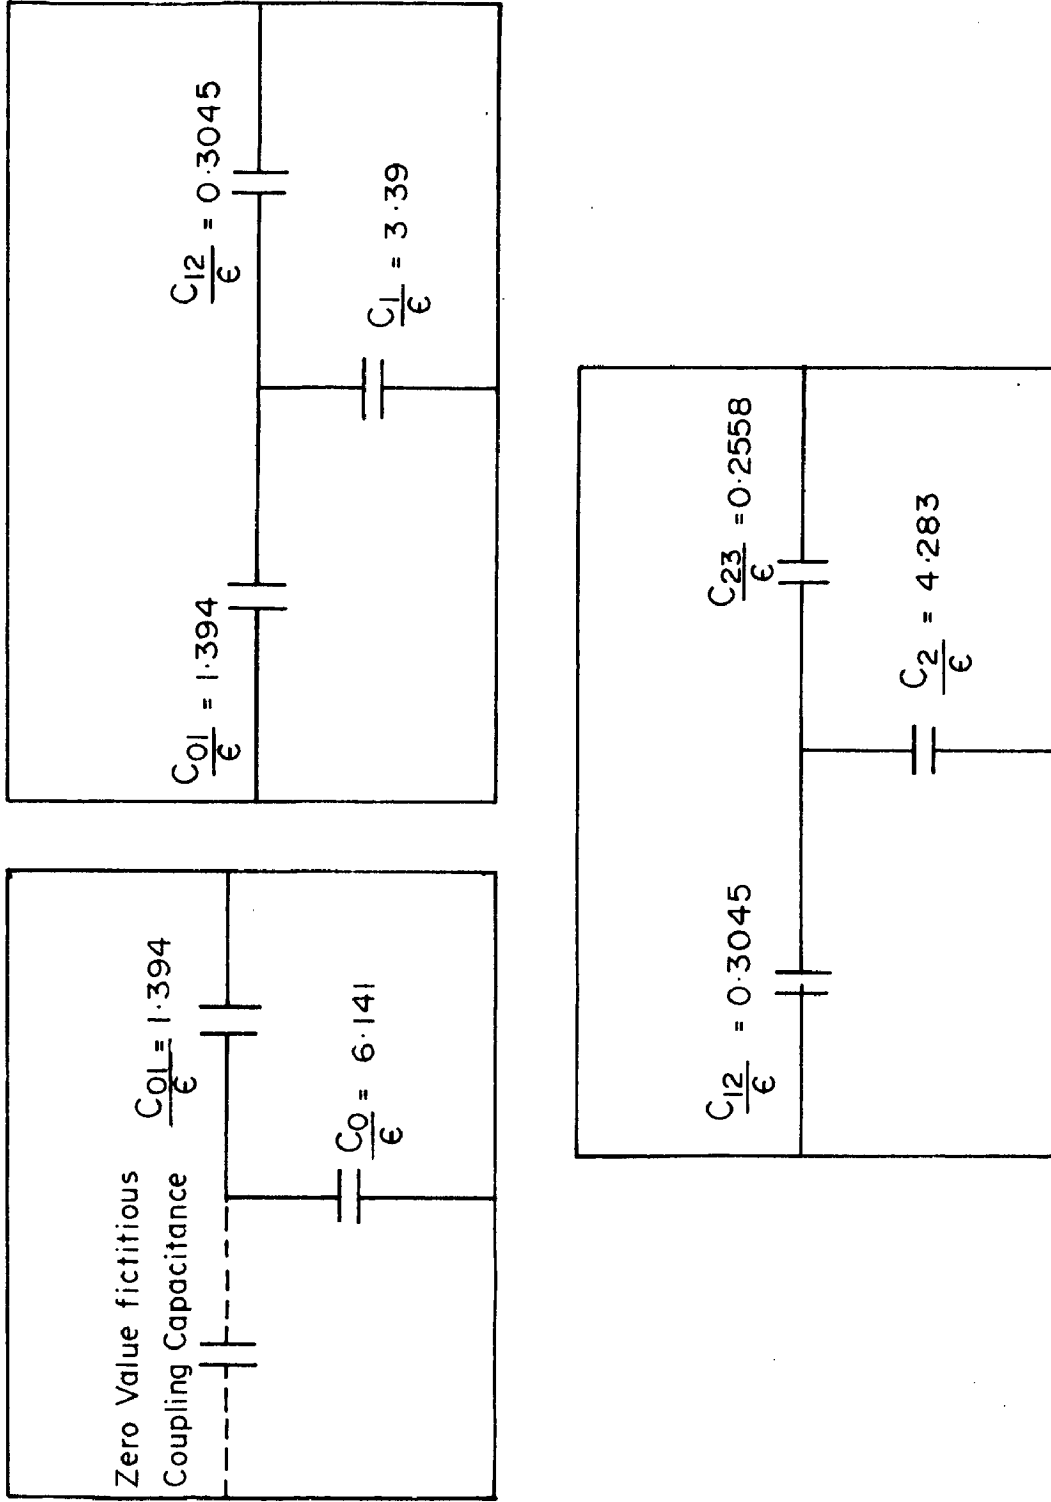 Zero Value fictitious
Coupling Capacitance
C01/ϵ = 1·394
C0/ϵ = 6·141
C01/ϵ = 1·394
C12/ϵ = 0·3045
C1/ϵ = 3·39
C12/ϵ = 0·3045
C23/ϵ = 0·2558
C2/ϵ = 4·283